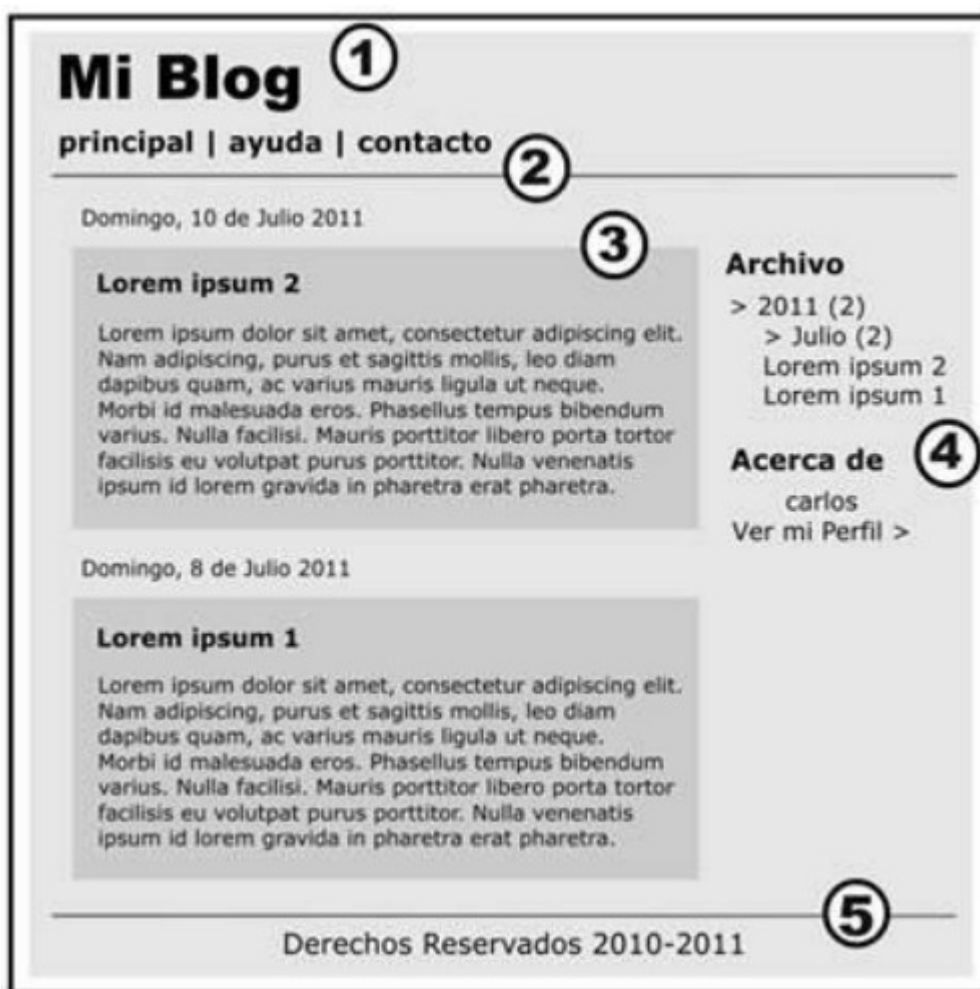 Mi Blog
1
principal | ayuda | contacto
2
Domingo, 10 de Julio 2011
3
Lorem ipsum 2
Lorem ipsum dolor sit amet, consectetur adipiscing elit.
Nam adipiscing, purus et sagittis mollis, leo diam
dapibus quam, ac varius mauris ligula ut neque.
Morbi id malesuada eros. Phasellus tempus bibendum
varius. Nulla facilisi. Mauris porttitor libero porta tortor
facilisis eu volutpat purus porttitor. Nulla venenatis
ipsum id lorem gravida in pharetra erat pharetra.
Domingo, 8 de Julio 2011
Lorem ipsum 1
Lorem ipsum dolor sit amet, consectetur adipiscing elit.
Nam adipiscing, purus et sagittis mollis, leo diam
dapibus quam, ac varius mauris ligula ut neque.
Morbi id malesuada eros. Phasellus tempus bibendum
varius. Nulla facilisi. Mauris porttitor libero porta tortor
facilisis eu volutpat purus porttitor. Nulla venenatis
ipsum id lorem gravida in pharetra erat pharetra.
Archivo
> 2011 (2)
> Julio (2)
Lorem ipsum 2
Lorem ipsum 1
4
Acerca de
carlos
Ver mi Perfil >
5
Derechos Reservados 2010-2011